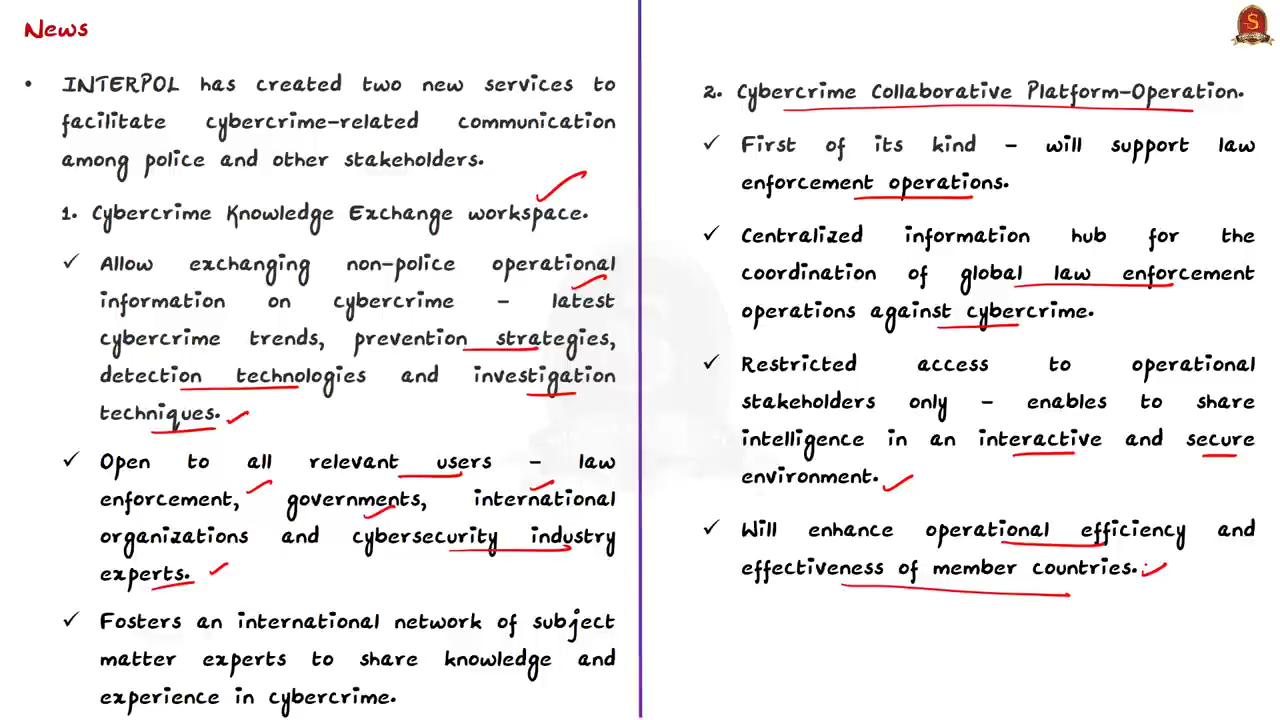 News
• INTERPOL has created two new services to
facilitate cybercrime-related communication
among police and other stakeholders.
1. Cybercrime Knowledge Exchange workspace.
✓ Allow exchanging non-police operational
information on cybercrime – latest
cybercrime trends, prevention strategies,
detection technologies and investigation
techniques.
✓ Open to all relevant users – law
enforcement, governments, international
organizations and cybersecurity industry
experts.
✓ Fosters an international network of subject
matter experts to share knowledge and
experience in cybercrime.
2. Cybercrime Collaborative Platform-Operation.
✓ First of its kind – will support law
enforcement operations.
✓ Centralized information hub for the
coordination of global law enforcement
operations against cybercrime.
✓ Restricted access to operational
stakeholders only – enables to share
intelligence in an interactive and secure
environment.
✓ Will enhance operational efficiency and
effectiveness of member countries.